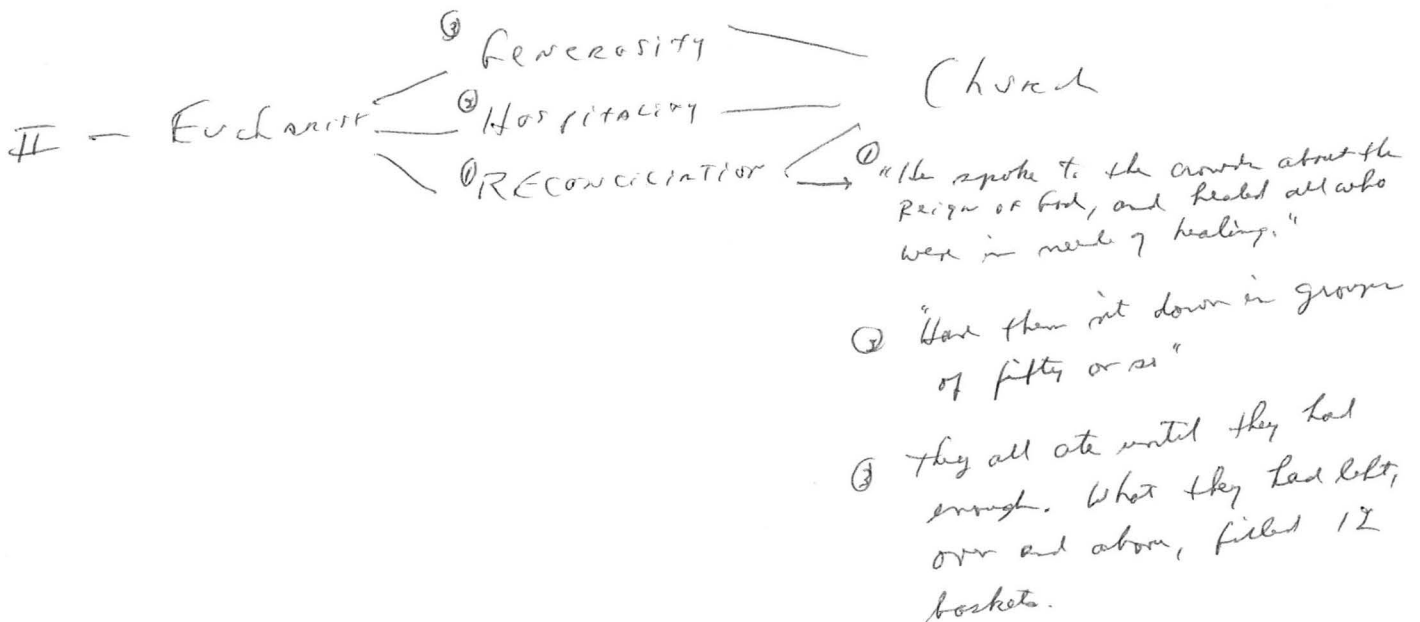 ③ Generosity
Church
② Hospitality
II — Eucharist
① Reconciliation
① "He spoke to the crowds about the
Reign of God, and healed all who
were in need of healing."
② "Have them sit down in groups
of fifty or so"
③ They all ate until they had
enough. What they had left,
over and above, filled 12
baskets.